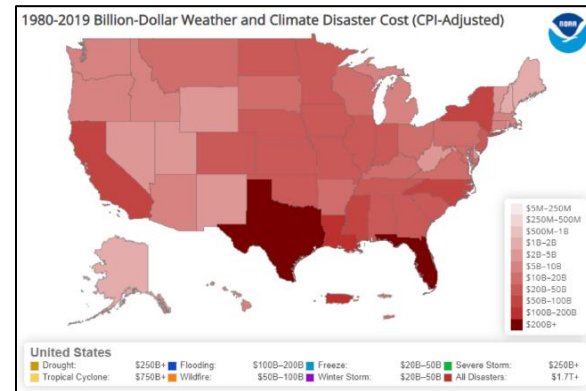 1980-2019 Billion-Dollar Weather and Climate Disaster Cost (CPI-Adjusted)
NOAA
$5M–250M
$250M–500M
$500M–1B
$1B–2B
$2B–5B
$5B–10B
$10B–20B
$20B–50B
$50B–100B
$100B–200B
$200B+
United States
Drought: $250B+ Flooding: $100B–200B Freeze: $20B–50B Severe Storm: $250B+
Tropical Cyclone: $750B+ Wildfire: $50B–100B Winter Storm: $20B–50B All Disasters: $1.7T+